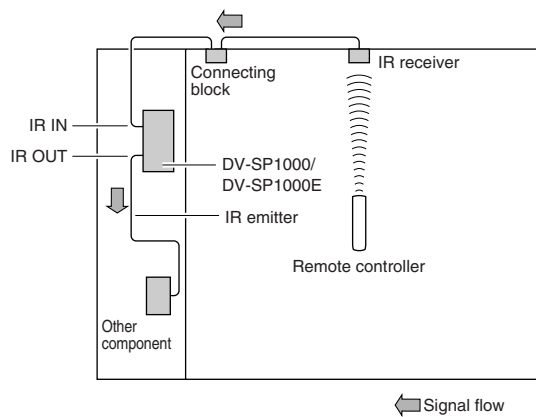 Connecting
block
IR receiver
IR IN
IR OUT
DV-SP1000/
DV-SP1000E
IR emitter
Remote controller
Other
component
Signal flow